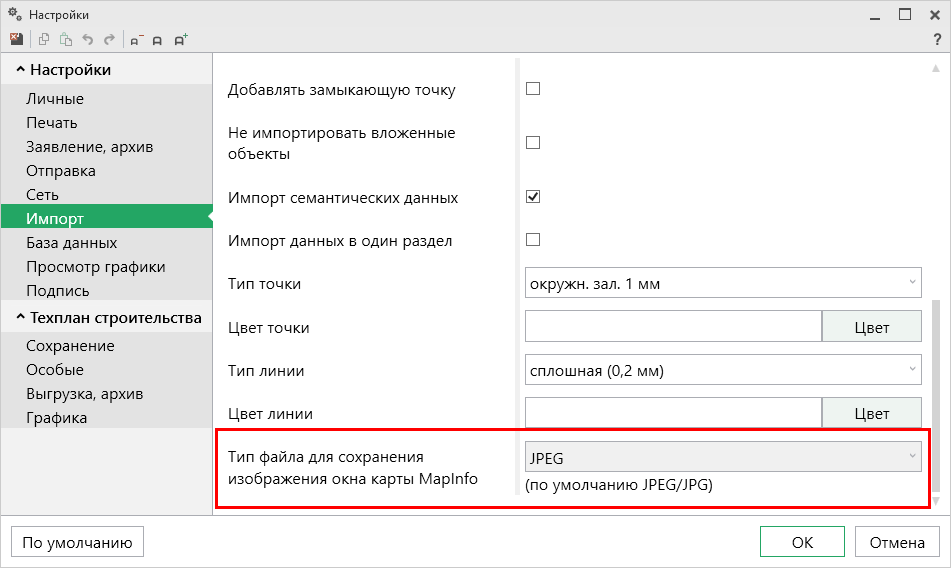 Настройки
?
Настройки
Личные
Печать
Заявление, архив
Отправка
Сеть
Импорт
База данных
Просмотр графики
Подпись
Техплан строительства
Сохранение
Особые
Выгрузка, архив
Графика
Добавлять замыкающую точку
Не импортировать вложенные
объекты
Импорт семантических данных
Импорт данных в один раздел
Тип точки
окружн. зал. 1 мм
Цвет точки
Цвет
Тип линии
сплошная (0,2 мм)
Цвет линии
Цвет
Тип файла для сохранения
изображения окна карты MapInfo
JPEG
(по умолчанию JPEG/JPG)
По умолчанию
ОК
Отмена